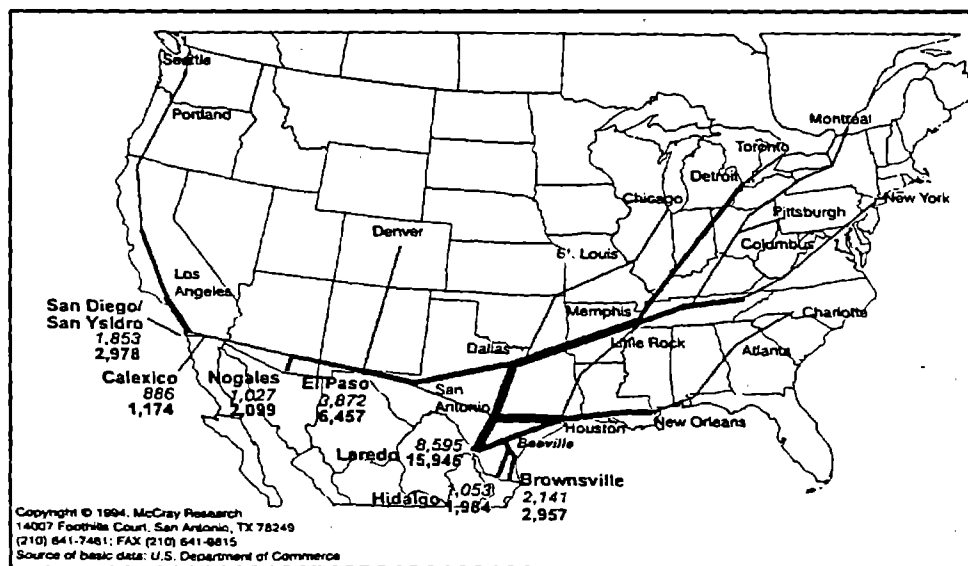 Seattle
Portland
Montreal
Toronto
Detroit
Chicago
New York
Pittsburgh
Denver
Columbus
St. Louis
Los
Angeles
San Diego/
San Ysidro
1,853
2,978
Memphis
Charlotte
Dallas
Little Rock
Atlanta
Calexico
886
1,174
Nogales
1,027
2,099
El Paso
3,872
6,457
San
Antonio
Houston
New Orleans
Beeville
Laredo
8,595
15,946
Hidalgo
1,053
1,984
Brownsville
2,141
2,957
Copyright © 1994, McCray Research
14007 Foothills Court, San Antonio, TX 78249
(210) 641-7461; FAX (210) 641-9815
Source of basic data: U.S. Department of Commerce